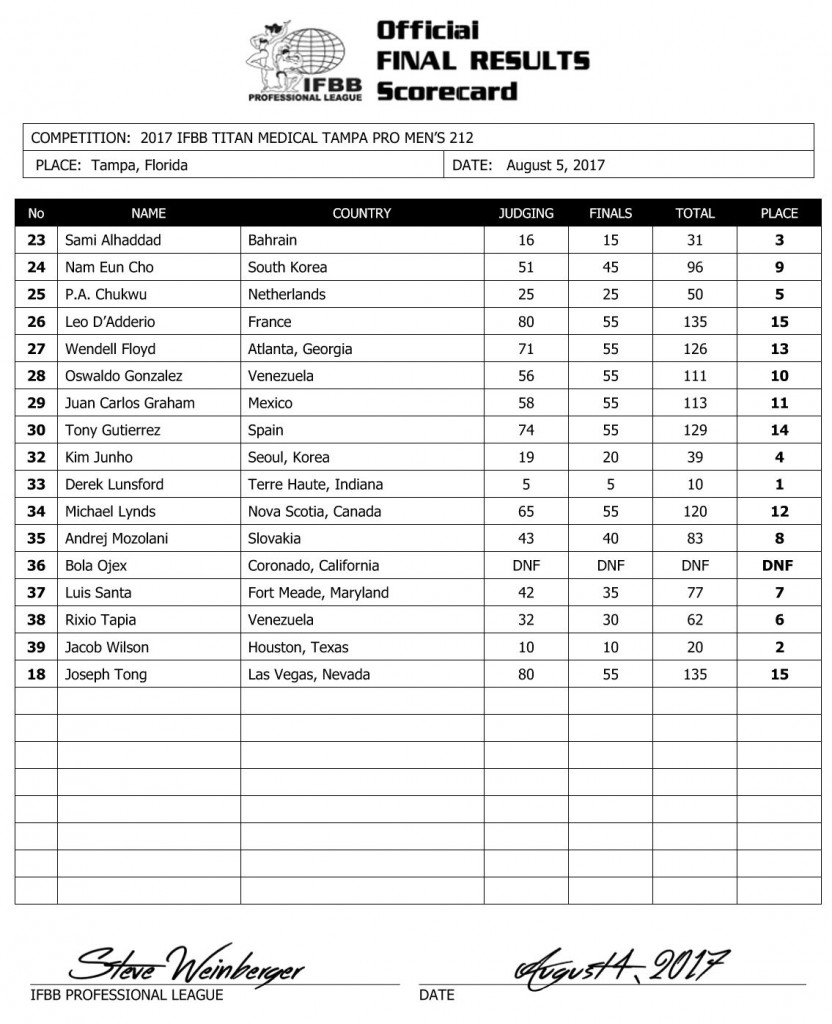 Official
FINAL RESULTS
Scorecard
IFBB
PROFESSIONAL LEAGUE
COMPETITION: 2017 IFBB TITAN MEDICAL TAMPA PRO MEN'S 212
PLACE: Tampa, Florida DATE: August 5, 2017
No NAME COUNTRY JUDGING FINALS TOTAL PLACE
23 Sami Alhaddad Bahrain 16 15 31 3
24 Nam Eun Cho South Korea 51 45 96 9
25 P.A. Chukwu Netherlands 25 25 50 5
26 Leo D'Adderio France 80 55 135 15
27 Wendell Floyd Atlanta, Georgia 71 55 126 13
28 Oswaldo Gonzalez Venezuela 56 55 111 10
29 Juan Carlos Graham Mexico 58 55 113 11
30 Tony Gutierrez Spain 74 55 129 14
32 Kim Junho Seoul, Korea 19 20 39 4
33 Derek Lunsford Terre Haute, Indiana 5 5 10 1
34 Michael Lynds Nova Scotia, Canada 65 55 120 12
35 Andrej Mozolani Slovakia 43 40 83 8
36 Bola Ojex Coronado, California DNF DNF DNF DNF
37 Luis Santa Fort Meade, Maryland 42 35 77 7
38 Rixio Tapia Venezuela 32 30 62 6
39 Jacob Wilson Houston, Texas 10 10 20 2
18 Joseph Tong Las Vegas, Nevada 80 55 135 15
Steve Weinberger August 4, 2017
IFBB PROFESSIONAL LEAGUE DATE